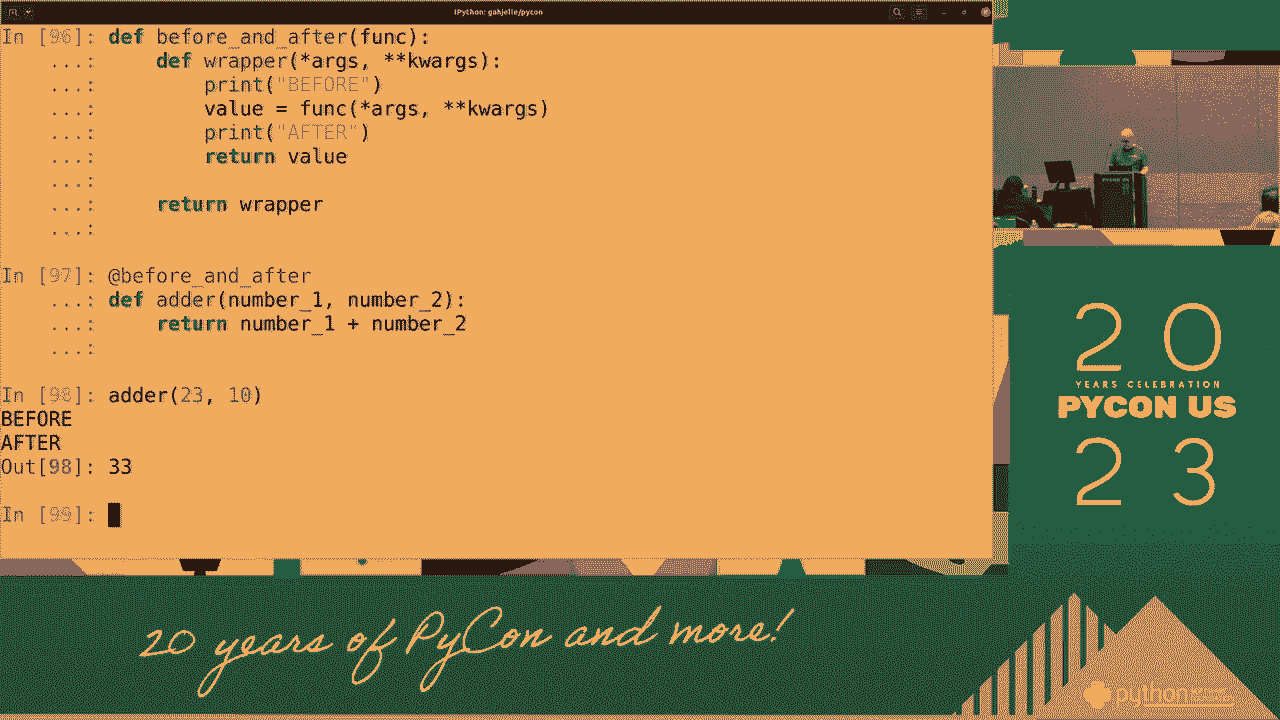 IPython: gahjelle/pycon
In [96]: def before_and_after(func):
...: def wrapper(*args, **kwargs):
...: print("BEFORE")
...: value = func(*args, **kwargs)
...: print("AFTER")
...: return value
...:
...: return wrapper
...:
In [97]: @before_and_after
...: def adder(number_1, number_2):
...: return number_1 + number_2
...:
In [98]: adder(23, 10)
BEFORE
AFTER
Out[98]: 33
In [99]:
PYCON US
20
YEARS CELEBRATION
PYCON US
23
20 years of PyCon and more!
python